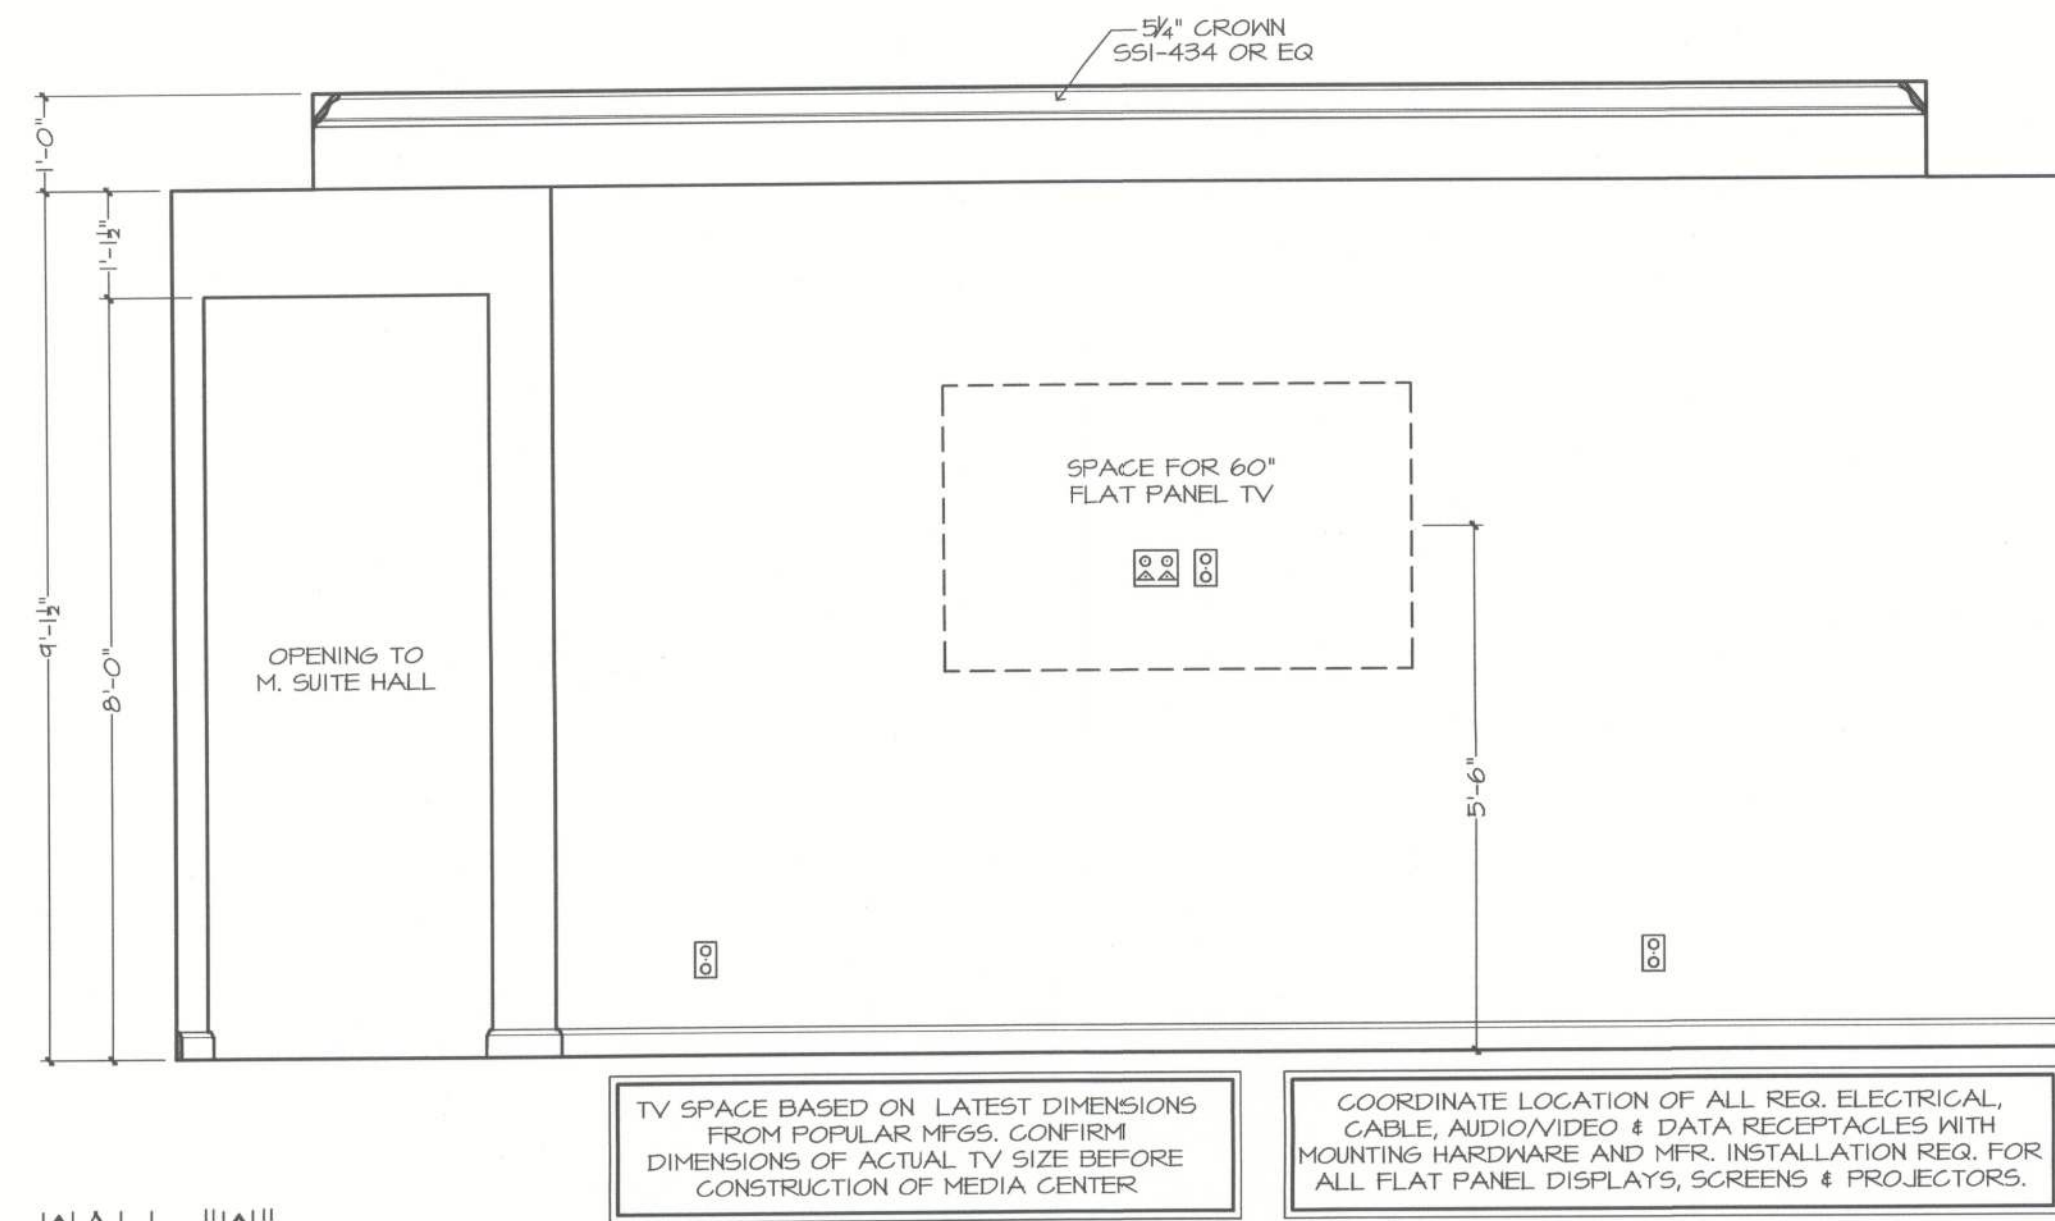 5¼" CROWN
SS1-434 OR EQ
1'-0"
1'-1½"
SPACE FOR 60"
FLAT PANEL TV
9'-1½"
8'-0"
OPENING TO
M. SUITE HALL
5'-6"
TV SPACE BASED ON LATEST DIMENSIONS
FROM POPULAR MFGS. CONFIRM
DIMENSIONS OF ACTUAL TV SIZE BEFORE
CONSTRUCTION OF MEDIA CENTER
COORDINATE LOCATION OF ALL REQ. ELECTRICAL,
CABLE, AUDIO/VIDEO & DATA RECEPTACLES WITH
MOUNTING HARDWARE AND MFR. INSTALLATION REQ. FOR
ALL FLAT PANEL DISPLAYS, SCREENS & PROJECTORS.